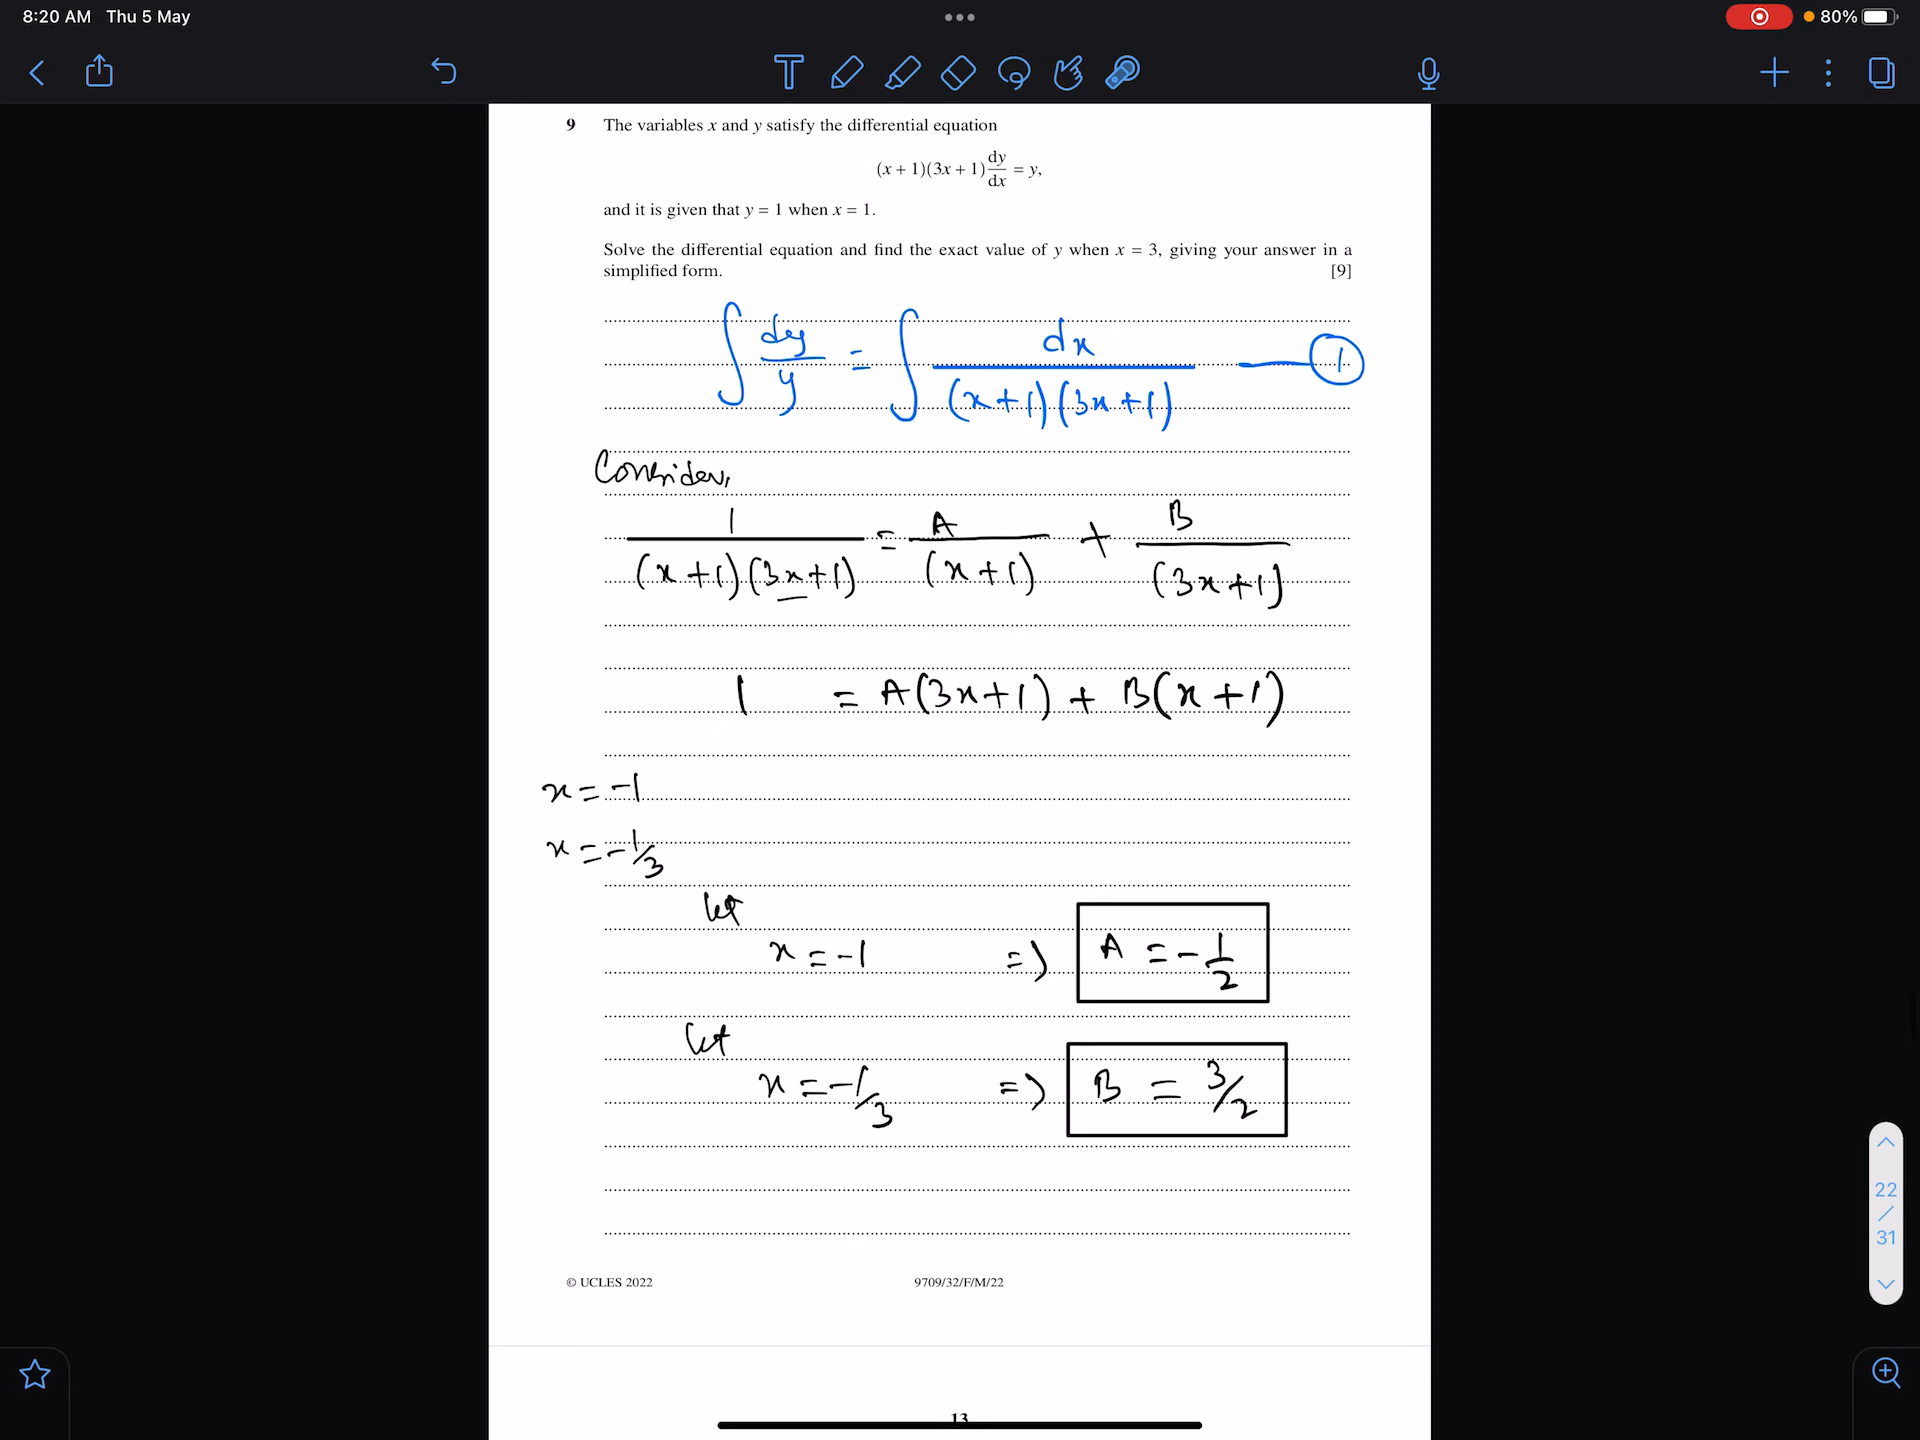 8:20 AM Thu 5 May
80%
9 The variables x and y satisfy the differential equation
(x + 1)(3x + 1) dy/dx = y,
and it is given that y = 1 when x = 1.
Solve the differential equation and find the exact value of y when x = 3, giving your answer in a
simplified form. [9]
∫ dy/y = ∫ dx/((x+1)(3x+1)) — ①
Consider,
1/((x+1)(3x+1)) = A/(x+1) + B/(3x+1)
1 = A(3x+1) + B(x+1)
x = -1
x = -1/3
let
x = -1 => A = -1/2
let
x = -1/3 => B = 3/2
22
/
31
© UCLES 2022 9709/32/F/M/22
13